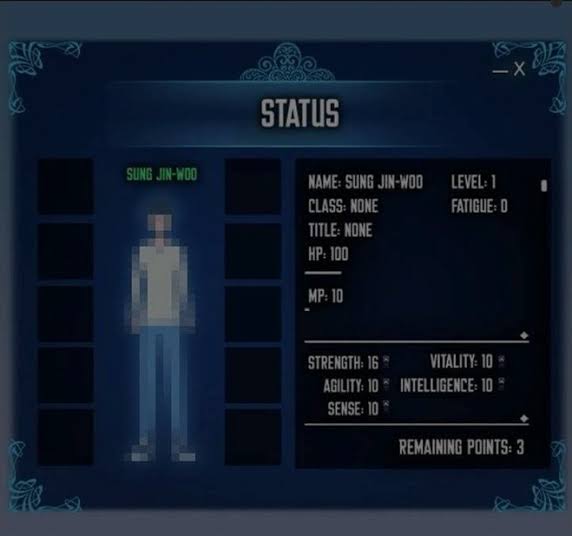 — X
STATUS
SUNG JIN-WOO
NAME: SUNG JIN-WOO LEVEL: 1
CLASS: NONE FATIGUE: 0
TITLE: NONE
HP: 100
MP: 10
STRENGTH: 16 VITALITY: 10
AGILITY: 10 INTELLIGENCE: 10
SENSE: 10
REMAINING POINTS: 3